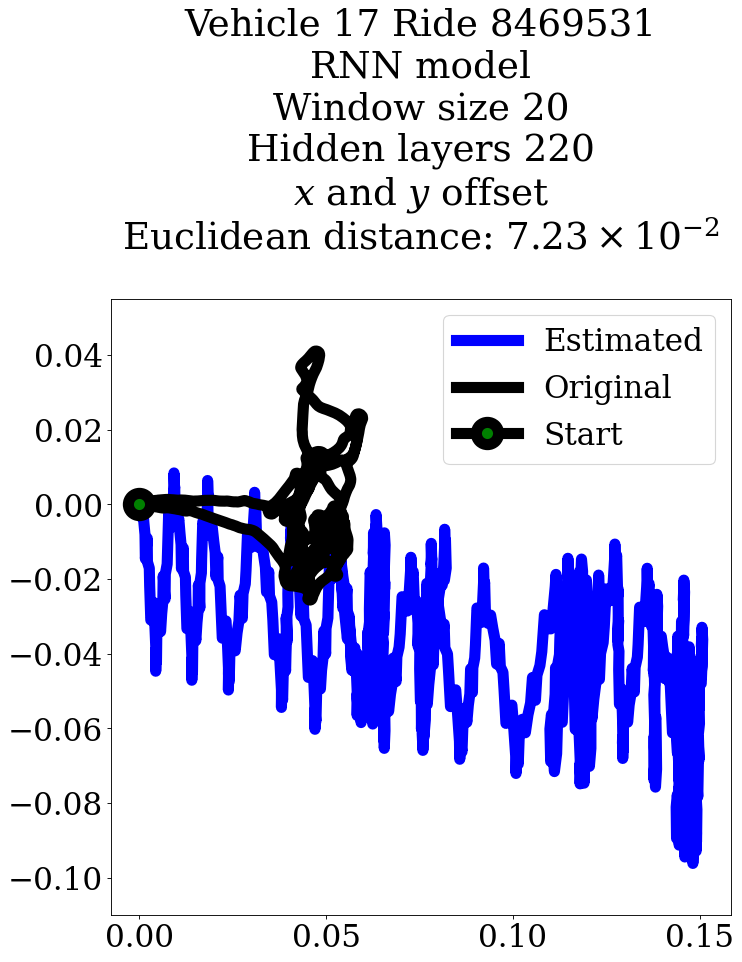 Vehicle 17 Ride 8469531
RNN model
Window size 20
Hidden layers 220
x and y offset
Euclidean distance: 7.23 × 10⁻²
Estimated
Original
Start
0.04
0.02
0.00
−0.02
−0.04
−0.06
−0.08
−0.10
0.00 0.05 0.10 0.15